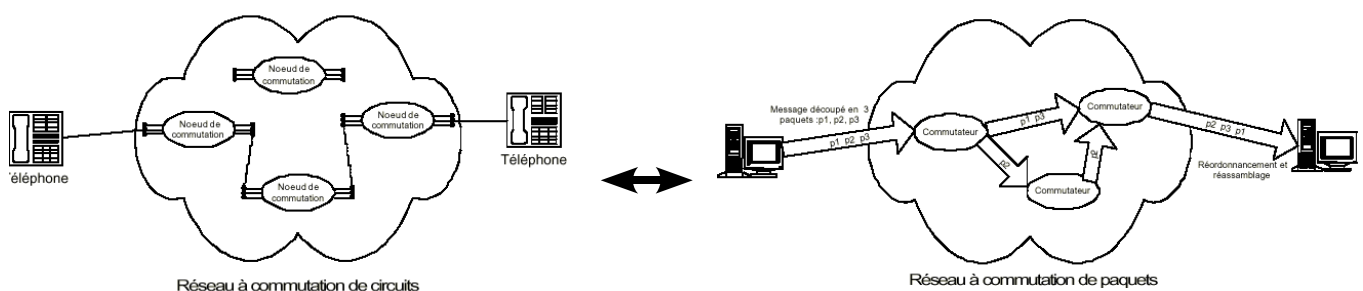 Noeud de
commutation
Noeud de
commutation
Noeud de
commutation
Noeud de
commutation
éléphone
Téléphone
Réseau à commutation de circuits
Message découpé en 3
paquets :p1, p2, p3
p1 p2 p3
Commutateur
p1 p3
Commutateur
p2
p2
Commutateur
p2 p3 p1
Réordonnancement et
réassamblage
Réseau à commutation de paquets